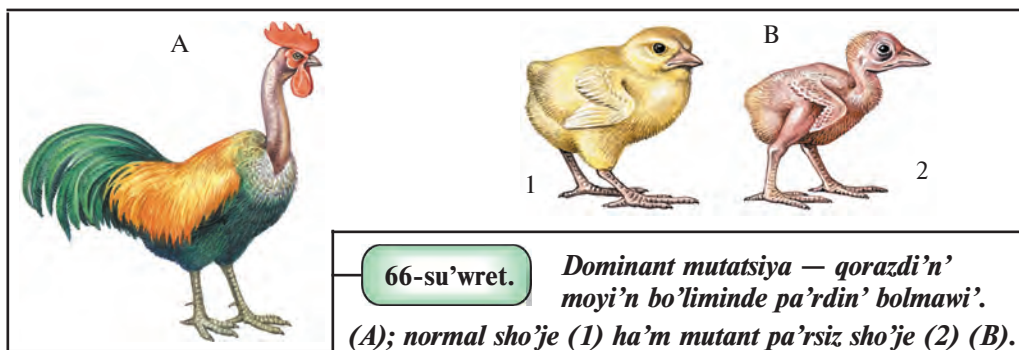 A
B
1
2
66-su’wret.
Dominant mutatsiya — qorazdi’n’
moyi’n bo’liminde pa’rdin’ bolmawi’.
(A); normal sho’je (1) ha’m mutant pa’rsiz sho’je (2) (B).